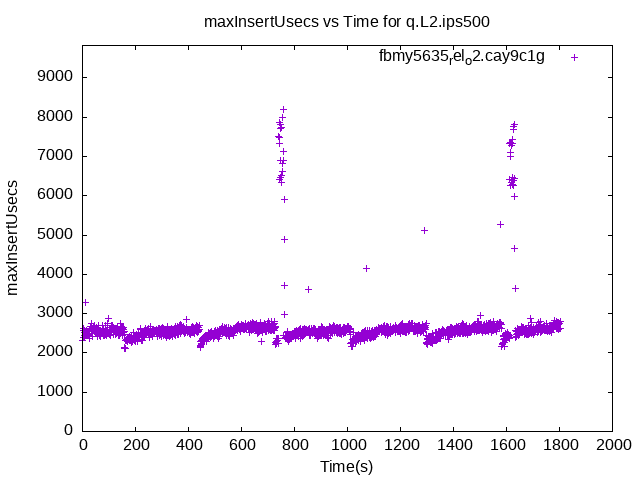 maxInsertUsecs vs Time for q.L2.ips500
fbmy5635relo2.cay9c1g
9000
8000
7000
6000
5000
4000
3000
2000
1000
0
maxInsertUsecs
0 200 400 600 800 1000 1200 1400 1600 1800 2000
Time(s)